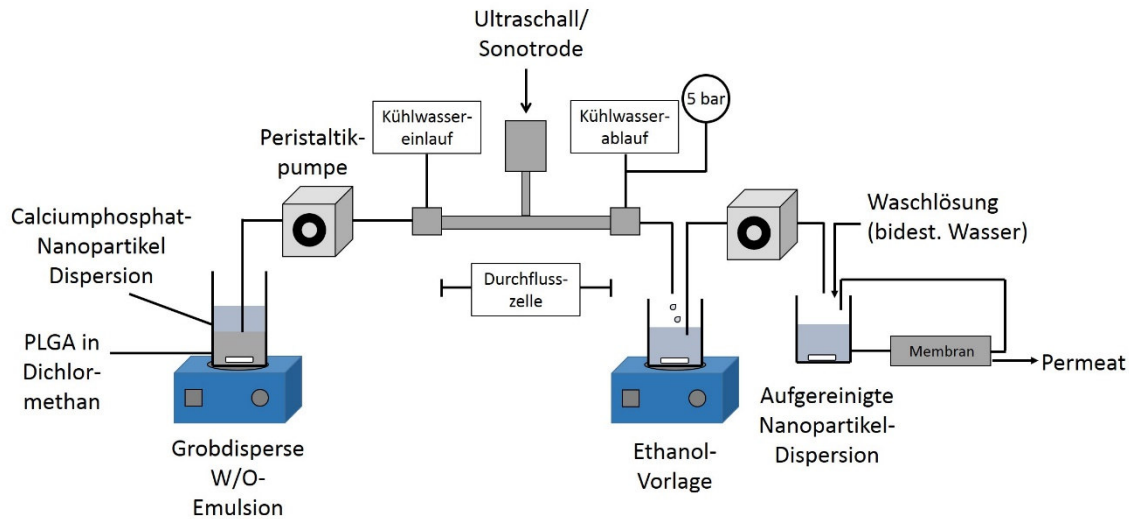 Ultraschall/
Sonotrode
Kühlwasser-
einlauf
Kühlwasser-
ablauf
5 bar
Peristaltik-
pumpe
Calciumphosphat-
Nanopartikel
Dispersion
Waschlösung
(bidest. Wasser)
Durchfluss-
zelle
PLGA in
Dichlor-
methan
Membran
Permeat
Grobdisperse
W/O-
Emulsion
Ethanol-
Vorlage
Aufgereinigte
Nanopartikel-
Dispersion